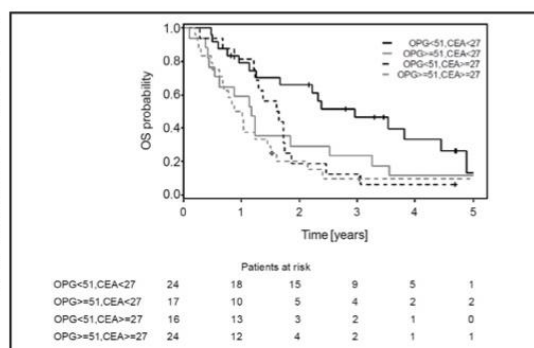 OPG<51,CEA<27
OPG>=51,CEA<27
OPG<51,CEA>=27
OPG>=51,CEA>=27
1.0
0.8
0.6
0.4
0.2
0.0
OS probability
0 1 2 3 4 5
Time [years]
Patients at risk
OPG<51,CEA<27 24 18 15 9 5 1
OPG>=51,CEA<27 17 10 5 4 2 2
OPG<51,CEA>=27 16 13 3 2 1 0
OPG>=51,CEA>=27 24 12 4 2 1 1